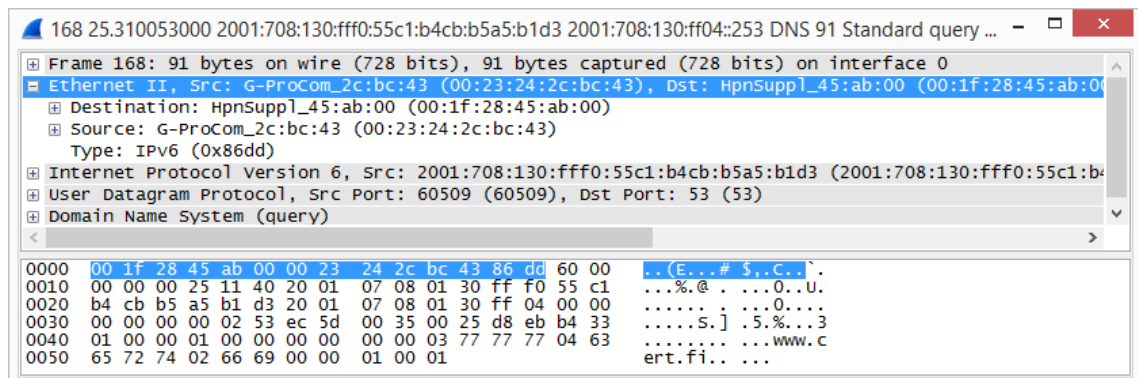 168 25.310053000 2001:708:130:fff0:55c1:b4cb:b5a5:b1d3 2001:708:130:ff04::253 DNS 91 Standard query ...
Frame 168: 91 bytes on wire (728 bits), 91 bytes captured (728 bits) on interface 0
Ethernet II, Src: G-ProCom_2c:bc:43 (00:23:24:2c:bc:43), Dst: HpnSuppl_45:ab:00 (00:1f:28:45:ab:00
Destination: HpnSuppl_45:ab:00 (00:1f:28:45:ab:00)
Source: G-ProCom_2c:bc:43 (00:23:24:2c:bc:43)
Type: IPv6 (0x86dd)
Internet Protocol Version 6, Src: 2001:708:130:fff0:55c1:b4cb:b5a5:b1d3 (2001:708:130:fff0:55c1:b4
User Datagram Protocol, Src Port: 60509 (60509), Dst Port: 53 (53)
Domain Name System (query)
0000 00 1f 28 45 ab 00 00 23 24 2c bc 43 86 dd 60 00 ..(E...# $,.C..`.
0010 00 00 00 25 11 40 20 01 07 08 01 30 ff f0 55 c1 ...%.@ . ...0..U.
0020 b4 cb b5 a5 b1 d3 20 01 07 08 01 30 ff 04 00 00 ...... . ...0....
0030 00 00 00 00 02 53 ec 5d 00 35 00 25 d8 eb b4 33 .....S.] .5.%...3
0040 01 00 00 01 00 00 00 00 00 00 03 77 77 77 04 63 ........ ...www.c
0050 65 72 74 02 66 69 00 00 01 00 01 ert.fi.. ...